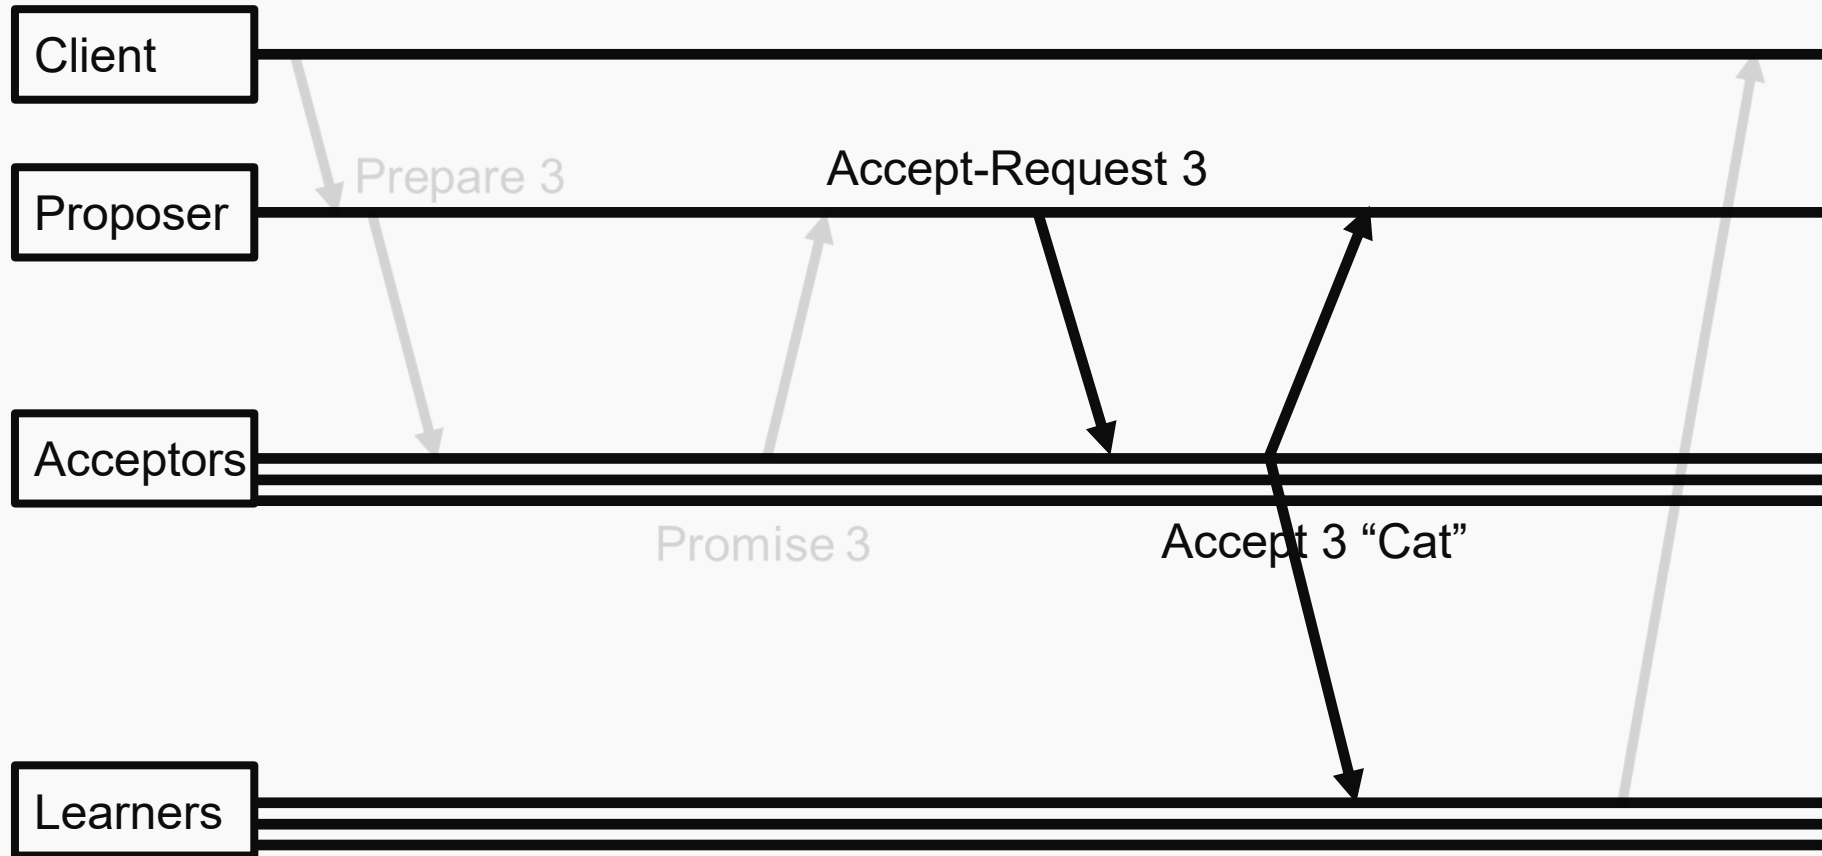 Client
Prepare 3
Accept-Request 3
Proposer
Acceptors
Promise 3
Accept 3 “Cat”
Learners